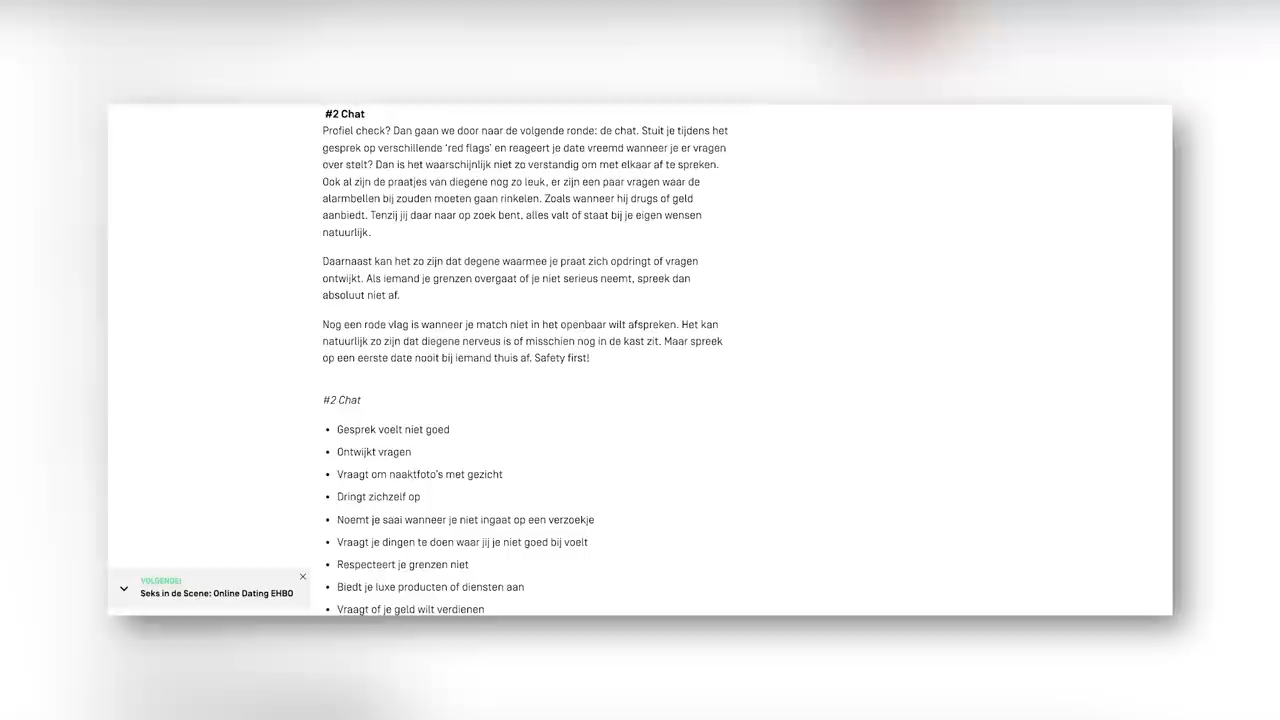 #2 Chat
Profiel check? Dan gaan we door naar de volgende ronde: de chat. Stuit je tijdens het
gesprek op verschillende ‘red flags’ en reageert je date vreemd wanneer je er vragen
over stelt? Dan is het waarschijnlijk niet zo verstandig om met elkaar af te spreken.
Ook al zijn de praatjes van diegene nog zo leuk, er zijn een paar vragen waar de
alarmbellen bij zouden moeten gaan rinkelen. Zoals wanneer hij drugs of geld
aanbiedt. Tenzij jij daar naar op zoek bent, alles valt of staat bij je eigen wensen
natuurlijk.
Daarnaast kan het zo zijn dat degene waarmee je praat zich opdringt of vragen
ontwijkt. Als iemand je grenzen overgaat of je niet serieus neemt, spreek dan
absoluut niet af.
Nog een rode vlag is wanneer je match niet in het openbaar wilt afspreken. Het kan
natuurlijk zo zijn dat diegene nerveus is of misschien nog in de kast zit. Maar spreek
op een eerste date nooit bij iemand thuis af. Safety first!
#2 Chat
• Gesprek voelt niet goed
• Ontwijkt vragen
• Vraagt om naaktfoto's met gezicht
• Dringt zichzelf op
• Noemt je saai wanneer je niet ingaat op een verzoekje
• Vraagt je dingen te doen waar jij je niet goed bij voelt
• Respecteert je grenzen niet
• Biedt je luxe producten of diensten aan
• Vraagt of je geld wilt verdienen
VOLGENDE:
Seks in de Scene: Online Dating EHBO